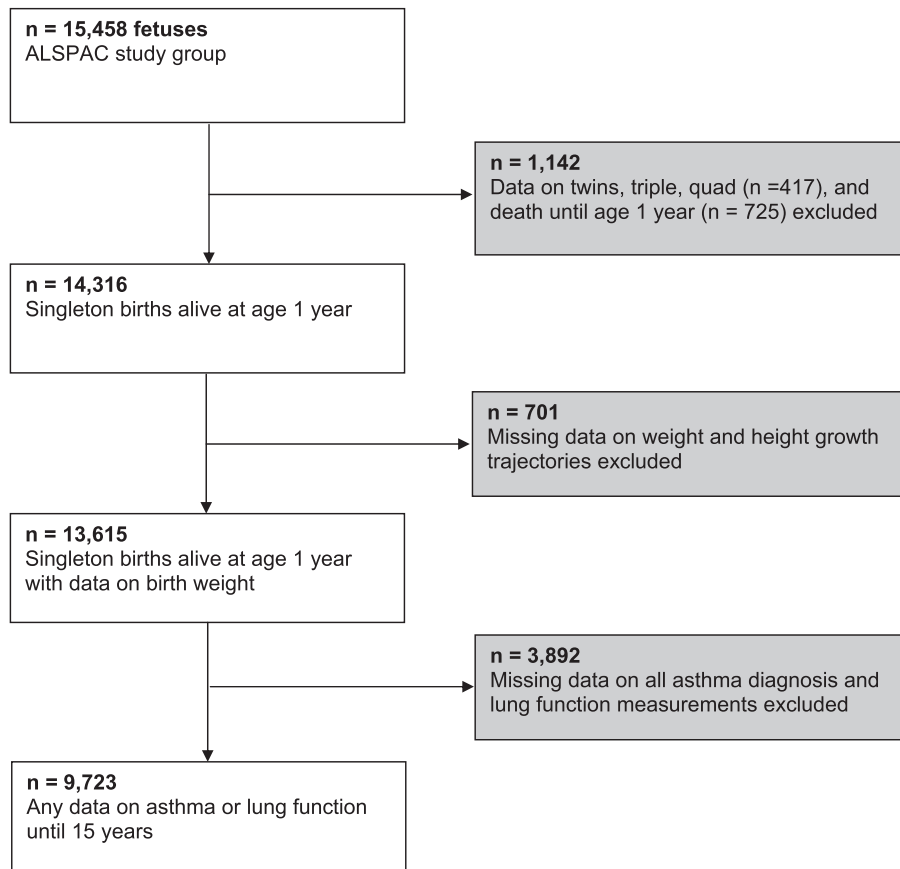 n = 15,458 fetuses
ALSPAC study group
n = 1,142
Data on twins, triple, quad (n =417), and
death until age 1 year (n = 725) excluded
n = 14,316
Singleton births alive at age 1 year
n = 701
Missing data on weight and height growth
trajectories excluded
n = 13,615
Singleton births alive at age 1 year
with data on birth weight
n = 3,892
Missing data on all asthma diagnosis and
lung function measurements excluded
n = 9,723
Any data on asthma or lung function
until 15 years